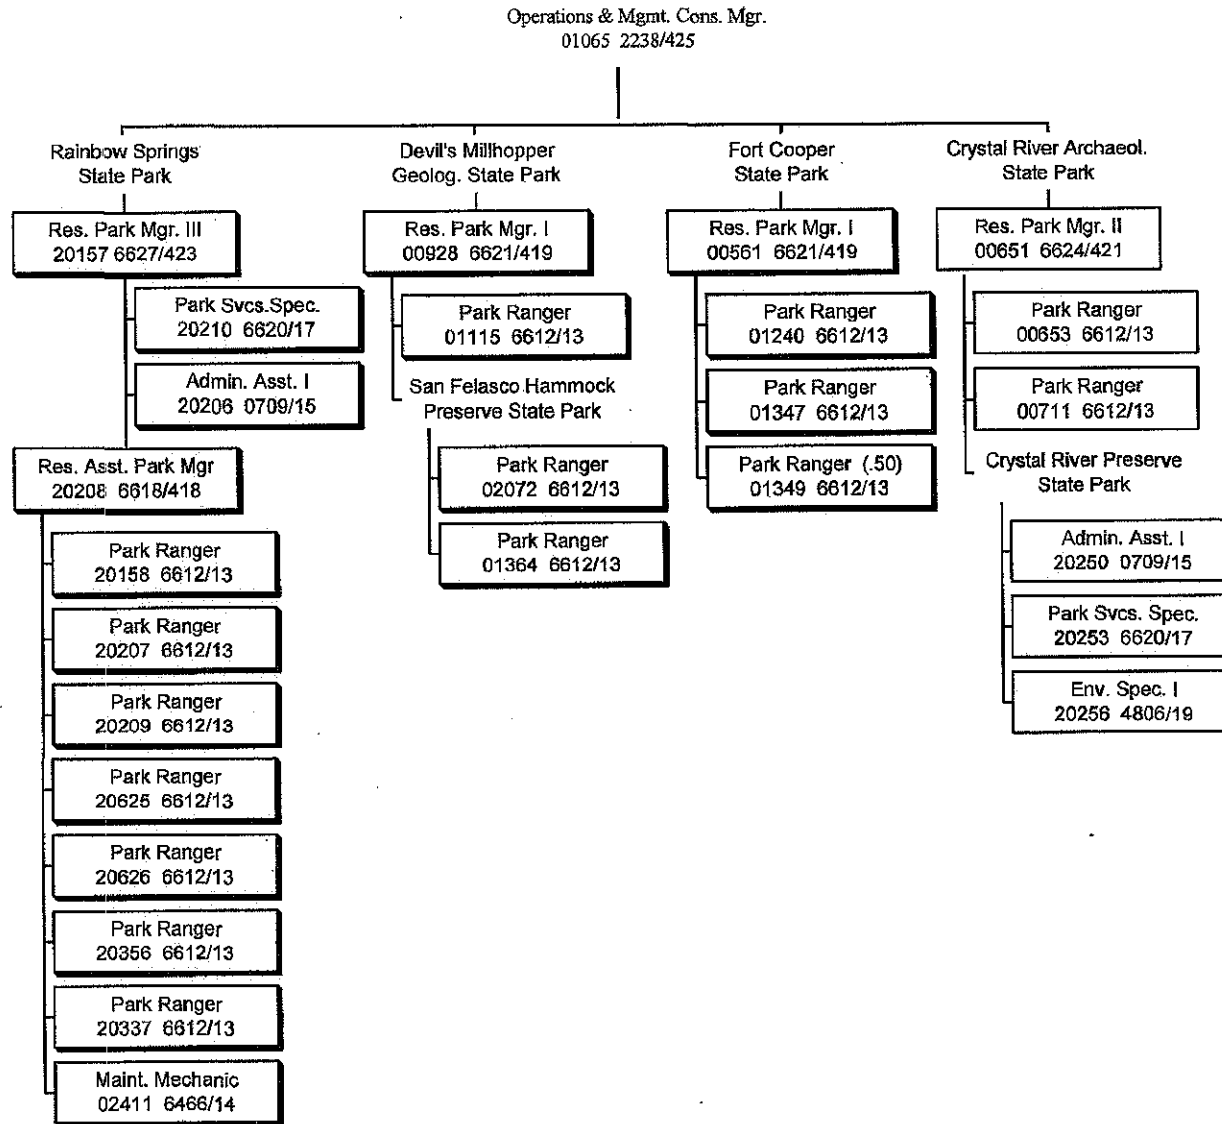 Operations & Mgmt. Cons. Mgr.
01065 2238/425
Rainbow Springs
State Park
Res. Park Mgr. III
20157 6627/423
Park Svcs.Spec.
20210 6620/17
Admin. Asst. I
20206 0709/15
Res. Asst. Park Mgr
20208 6618/418
Park Ranger
20158 6612/13
Park Ranger
20207 6612/13
Park Ranger
20209 6612/13
Park Ranger
20625 6612/13
Park Ranger
20626 6612/13
Park Ranger
20356 6612/13
Park Ranger
20337 6612/13
Maint. Mechanic
02411 6466/14
Devil's Millhopper
Geolog. State Park
Res. Park Mgr. I
00928 6621/419
Park Ranger
01115 6612/13
San Felasco Hammock
Preserve State Park
Park Ranger
02072 6612/13
Park Ranger
01364 6612/13
Fort Cooper
State Park
Res. Park Mgr. I
00561 6621/419
Park Ranger
01240 6612/13
Park Ranger
01347 6612/13
Park Ranger (.50)
01349 6612/13
Crystal River Archaeol.
State Park
Res. Park Mgr. II
00651 6624/421
Park Ranger
00653 6612/13
Park Ranger
00711 6612/13
Crystal River Preserve
State Park
Admin. Asst. I
20250 0709/15
Park Svcs. Spec.
20253 6620/17
Env. Spec. I
20256 4806/19